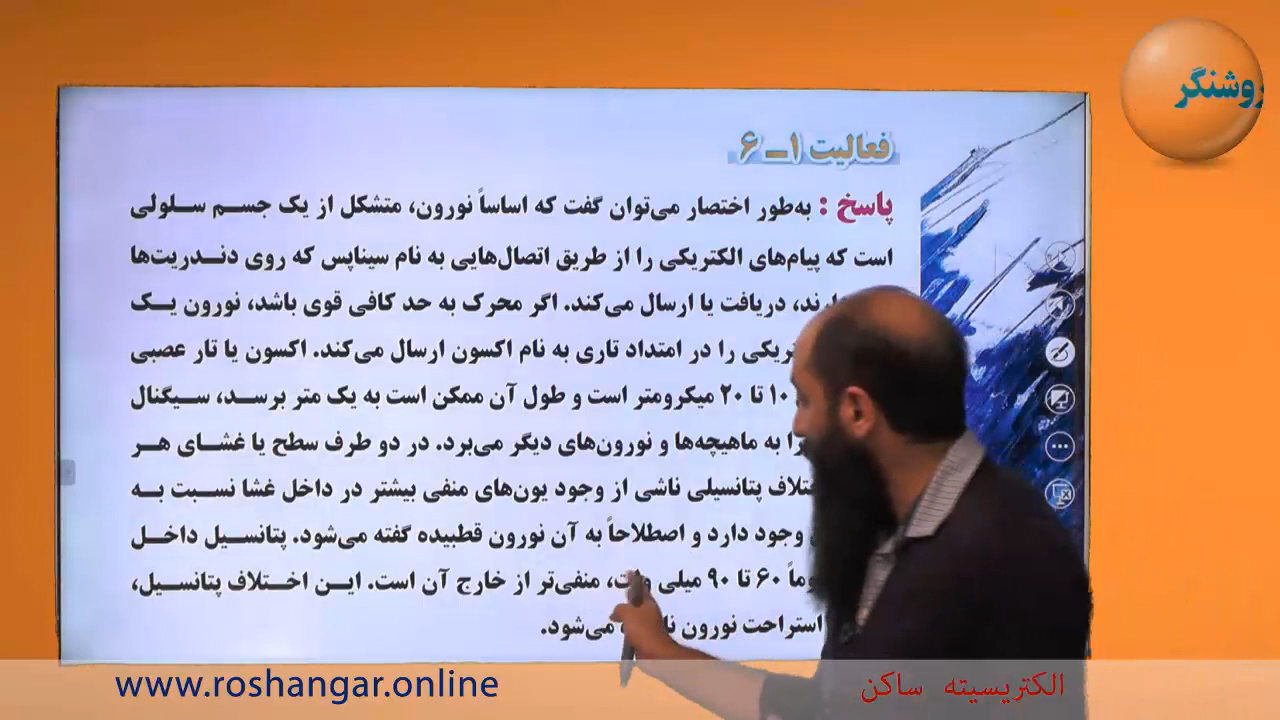 روشنگر
فعالیت ۱ــ۶
پاسخ : به‌طور اختصار می‌توان گفت که اساساً نورون، متشکل از یک جسم سلولی
است که پیام‌های الکتریکی را از طریق اتصال‌هایی به نام سیناپس که روی دندریت‌ها
دریافت یا ارسال می‌کند. اگر محرک به حد کافی قوی باشد، نورون یک
را در امتداد تاری به نام اکسون ارسال می‌کند. اکسون یا تار عصبی
۱۰ تا ۲۰ میکرومتر است و طول آن ممکن است به یک متر برسد، سیگنال
را به ماهیچه‌ها و نورون‌های دیگر می‌برد. در دو طرف سطح یا غشای هر
پتانسیلی ناشی از وجود یون‌های منفی بیشتر در داخل غشا نسبت به
وجود دارد و اصطلاحاً به آن نورون قطبیده گفته می‌شود. پتانسیل داخل
۶۰ تا ۹۰ میلی ولت، منفی‌تر از خارج آن است. این اختلاف پتانسیل،
استراحت نورون می‌شود.
www.roshangar.online
الکتریسیته ساکن